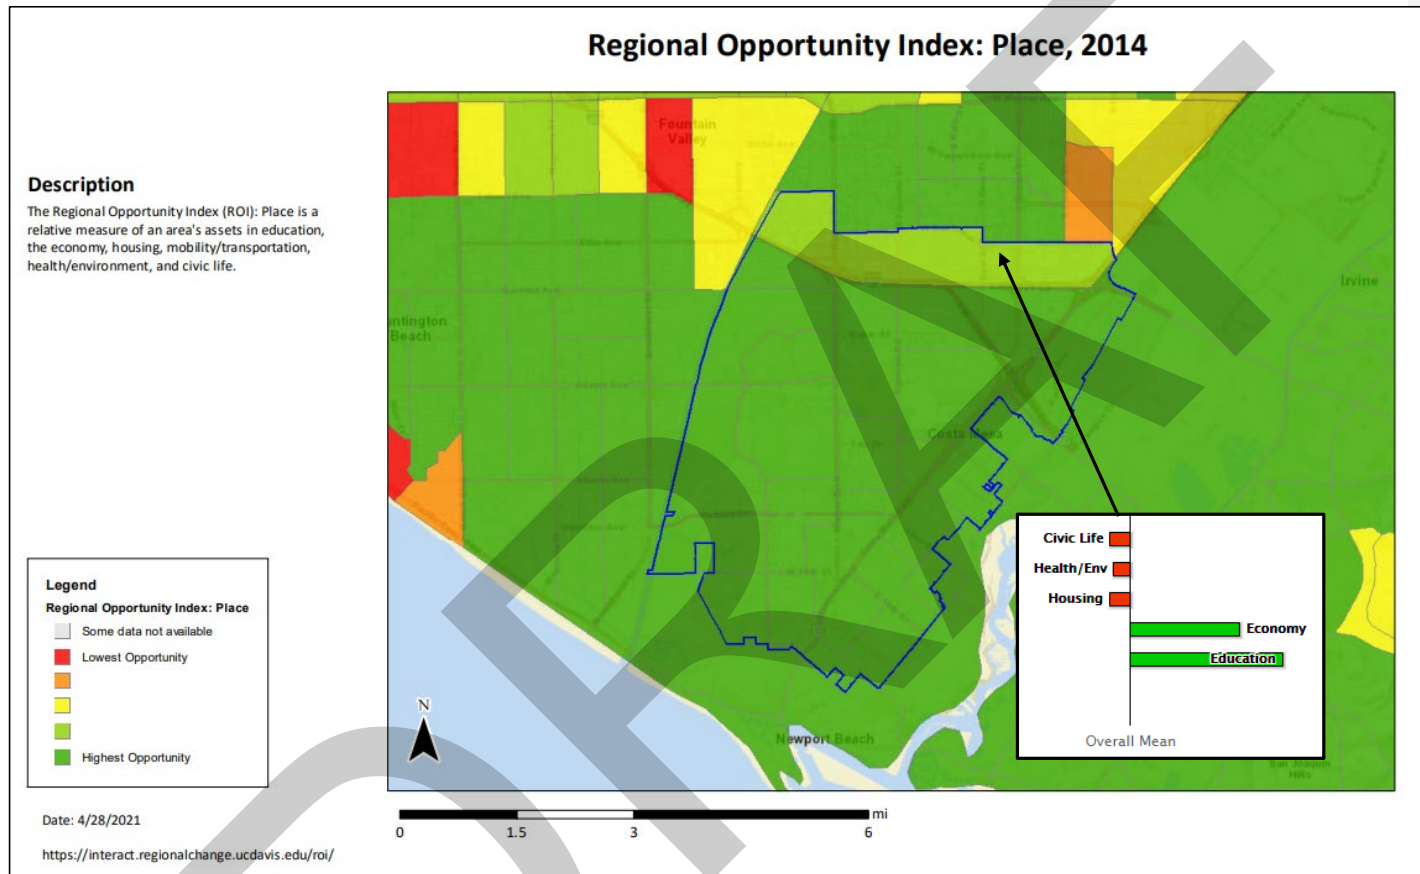 Regional Opportunity Index: Place, 2014
Description
The Regional Opportunity Index (ROI): Place is a
relative measure of an area's assets in education,
the economy, housing, mobility/transportation,
health/environment, and civic life.
Fountain
Valley
Irvine
Beach
Costa Mesa
Newport Beach
San Joaquin
Hills
Civic Life
Health/Env
Housing
Economy
Education
Overall Mean
Legend
Regional Opportunity Index: Place
Some data not available
Lowest Opportunity
Highest Opportunity
N
Date: 4/28/2021
https://interact.regionalchange.ucdavis.edu/roi/
0
1.5
3
6
mi
DRAFT